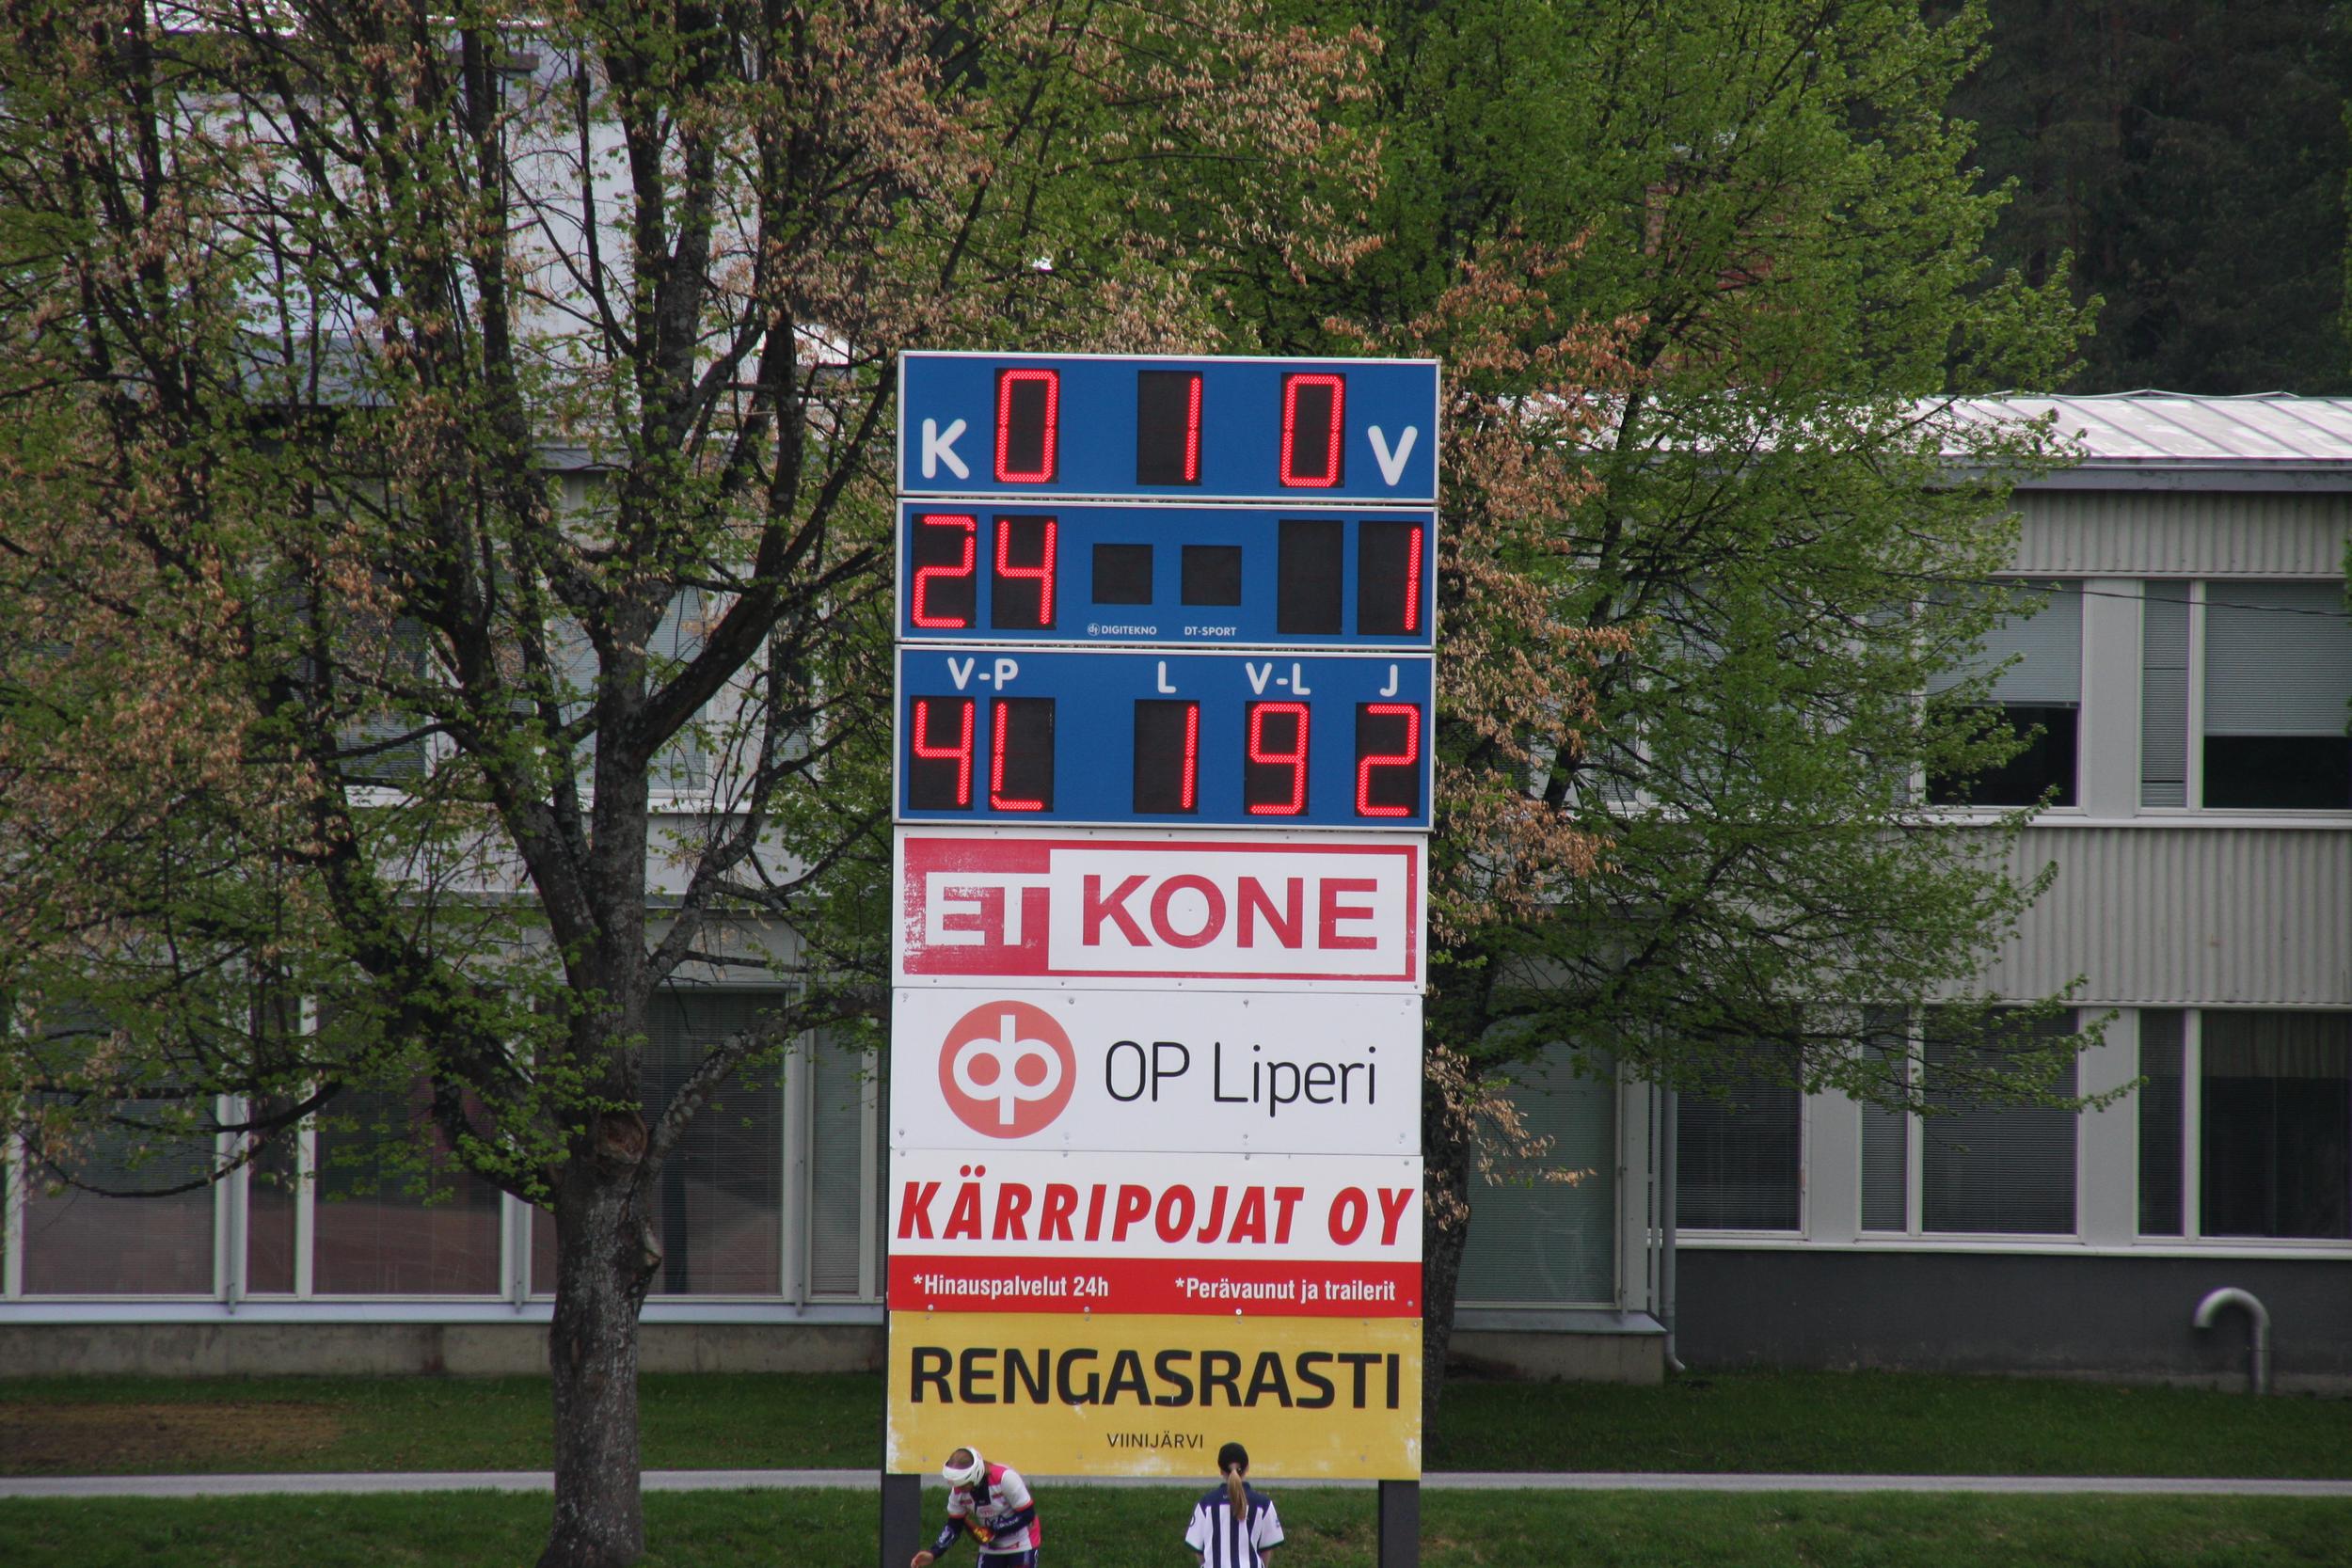 K 0 1 0 V
24 1
DIGITEKNO DT-SPORT
V-P L V-L J
4L 1 9 2
ET KONE
OP Liperi
KÄRRIPOJAT OY
*Hinauspalvelut 24h *Perävaunut ja trailerit
RENGASRASTI
VIINIJÄRVI